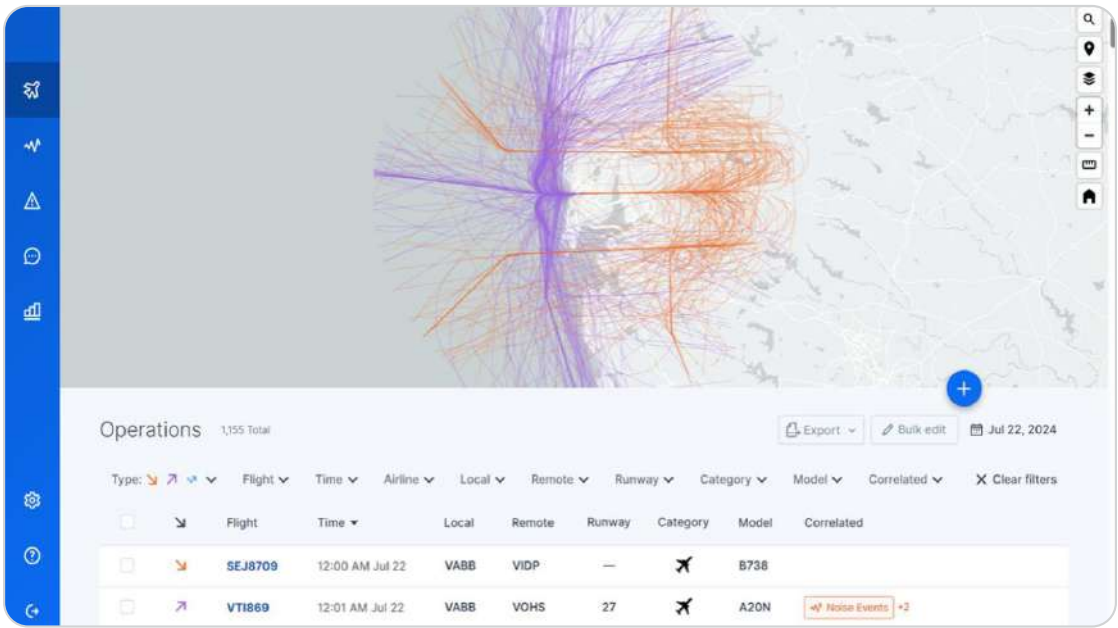 Operations 1,155 Total Export Bulk edit Jul 22, 2024
Type: Flight Time Airline Local Remote Runway Category Model Correlated Clear filters
Flight Time Local Remote Runway Category Model Correlated
SEJ8709 12:00 AM Jul 22 VABB VIDP — B738
VTI869 12:01 AM Jul 22 VABB VOHS 27 A20N Noise Events +2